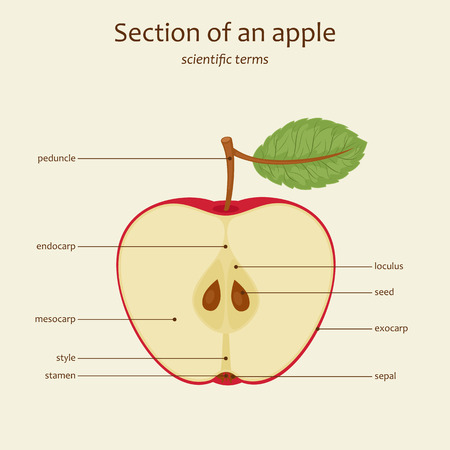 Section of an apple
scientific terms
peduncle
endocarp
loculus
seed
mesocarp
exocarp
style
stamen
sepal